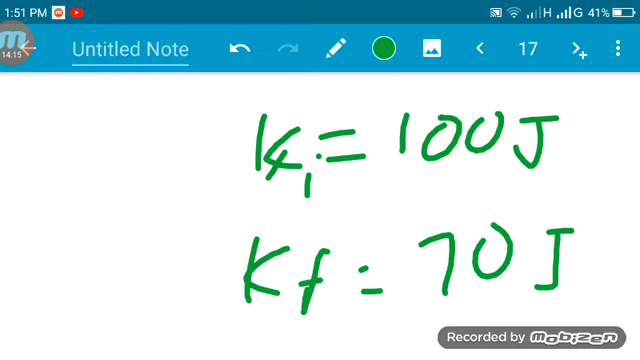 1:51 PM H G 41%
14:15 Untitled Note 17
Ki = 100J
Kf = 70J
Recorded by mobizen